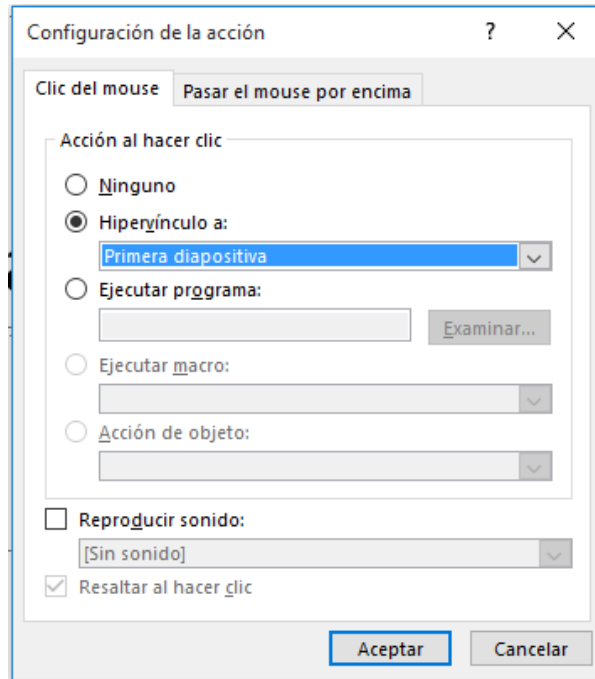 Configuración de la acción ?
Clic del mouse Pasar el mouse por encima
Acción al hacer clic
Ninguno
Hipervínculo a:
Primera diapositiva
Ejecutar programa:
Examinar...
Ejecutar macro:
Acción de objeto:
Reproducir sonido:
[Sin sonido]
Resaltar al hacer clic
Aceptar Cancelar